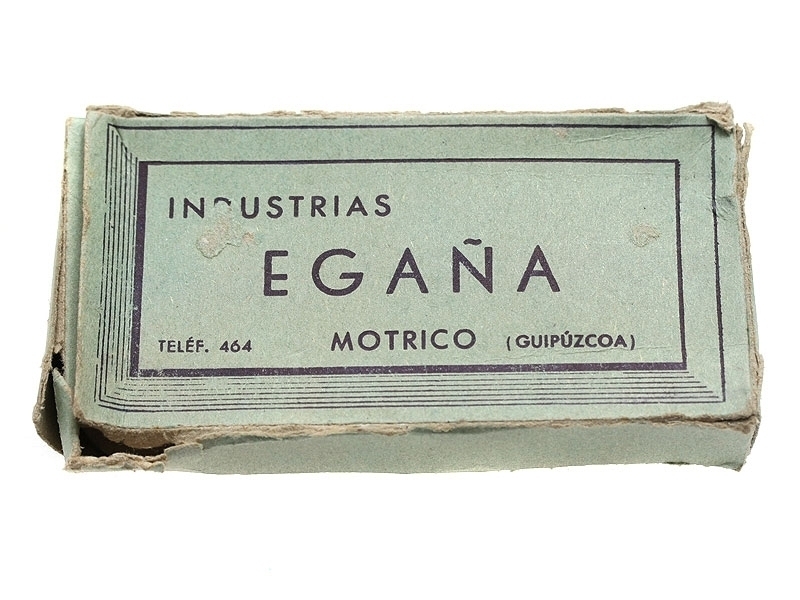 INDUSTRIAS
EGAÑA
TELÉF. 464 MOTRICO (GUIPÚZCOA)